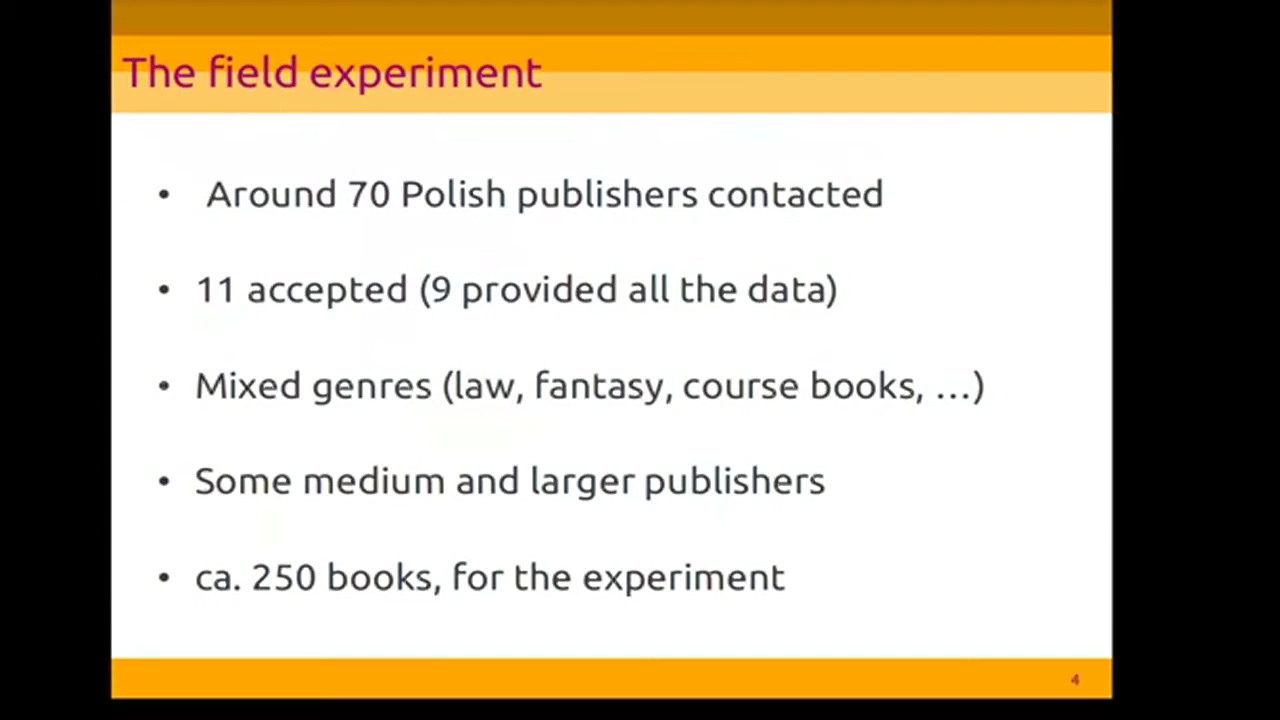 The field experiment
• Around 70 Polish publishers contacted
• 11 accepted (9 provided all the data)
• Mixed genres (law, fantasy, course books, …)
• Some medium and larger publishers
• ca. 250 books, for the experiment
4